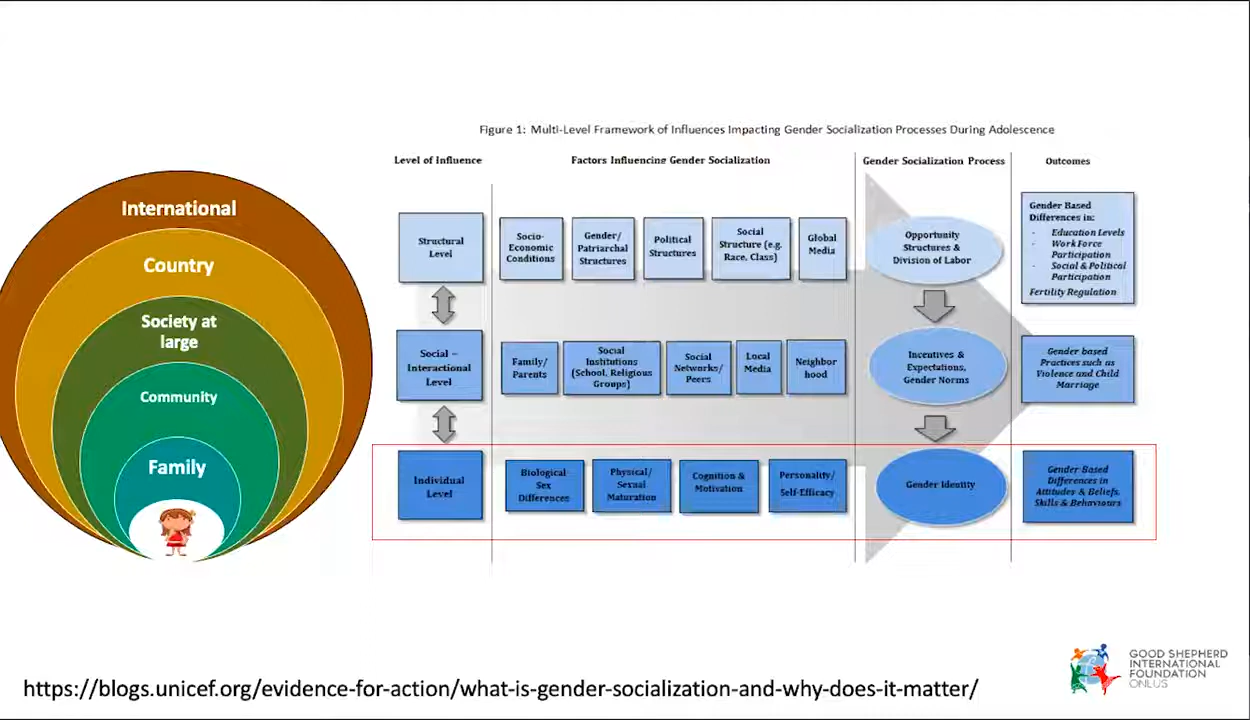 Figure 1: Multi-Level Framework of Influences Impacting Gender Socialization Processes During Adolescence
Level of Influence
Factors Influencing Gender Socialization
Gender Socialization Process
Outcomes
International
Country
Society at
large
Community
Family
Structural
Level
Socio-
Economic
Conditions
Gender/
Patriarchal
Structures
Political
Structures
Social
Structure (e.g.
Race, Class)
Global
Media
Opportunity
Structures &
Division of Labor
Gender Based
Differences in:
- Education Levels
- Work Force
Participation
- Social & Political
Participation
Fertility Regulation
Social –
Interactional
Level
Family/
Parents
Social
Institutions
(School, Religious
Groups)
Social
Networks/
Peers
Local
Media
Neighbor
hood
Incentives &
Expectations,
Gender Norms
Gender based
Practices such as
Violence and Child
Marriage
Individual
Level
Biological
Sex
Differences
Physical/
Sexual
Maturation
Cognition &
Motivation
Personality/
Self-Efficacy
Gender Identity
Gender Based
Differences in
Attitudes & Beliefs,
Skills & Behaviours
https://blogs.unicef.org/evidence-for-action/what-is-gender-socialization-and-why-does-it-matter/
GOOD SHEPHERD
INTERNATIONAL
FOUNDATION
ONLUS